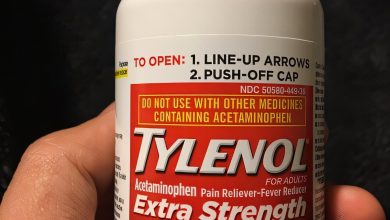 TO OPEN: 1. LINE-UP ARROWS
2. PUSH-OFF CAP
NDC 50580-449-10
DO NOT USE WITH OTHER MEDICINES
CONTAINING ACETAMINOPHEN
TYLENOL®
FOR ADULTS
Acetaminophen Pain Reliever-Fever Reducer
Extra Strength